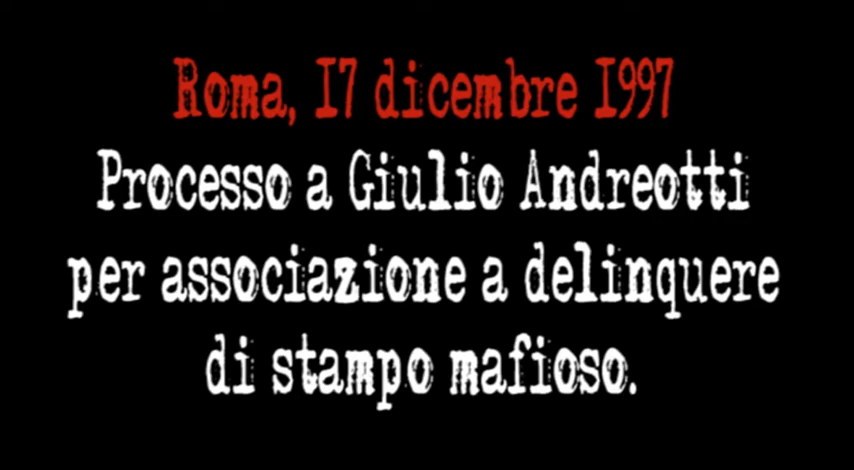 Roma, 17 dicembre 1997
Processo a Giulio Andreotti
per associazione a delinquere
di stampo mafioso.